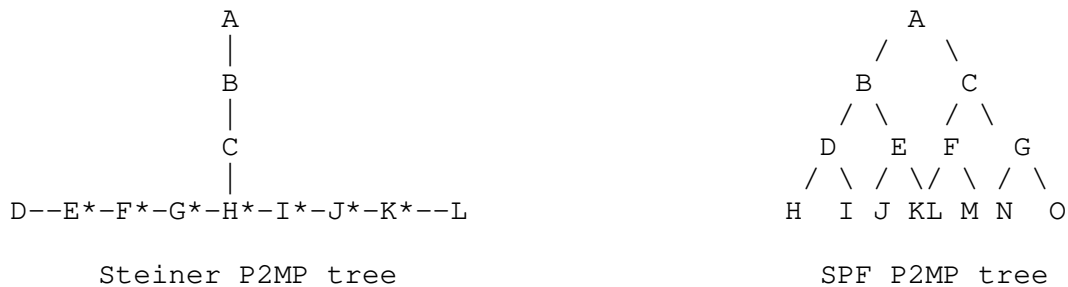 A A
| / \
B B C
| / \ / \
C D E F G
| / \ / \ / \ / \
D--E*-F*-G*-H*-I*-J*-K*--L H I J KL M N O
Steiner P2MP tree SPF P2MP tree